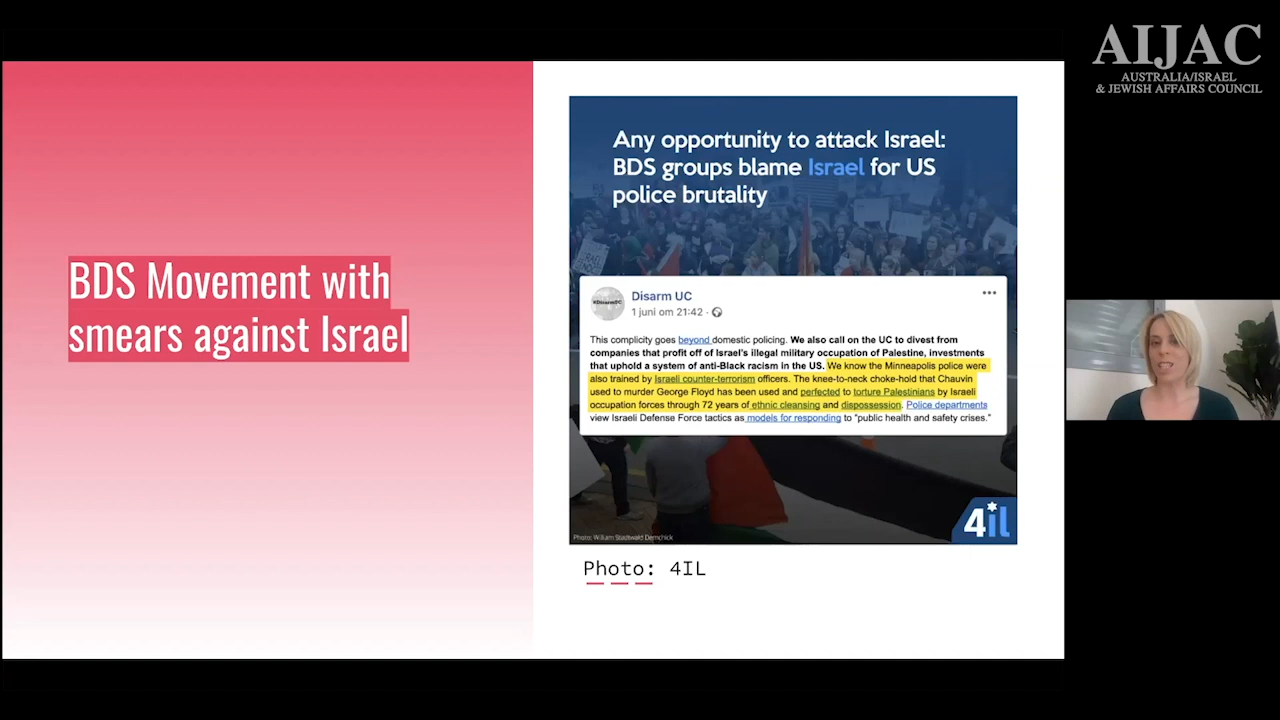 BDS Movement with
smears against Israel
Any opportunity to attack Israel:
BDS groups blame Israel for US
police brutality
#DisarmUC
Disarm UC
1 juni om 21:42 ·
This complicity goes beyond domestic policing. We also call on the UC to divest from
companies that profit off of Israel's illegal military occupation of Palestine, investments
that uphold a system of anti-Black racism in the US. We know the Minneapolis police were
also trained by Israeli counter-terrorism officers. The knee-to-neck choke-hold that Chauvin
used to murder George Floyd has been used and perfected to torture Palestinians by Israeli
occupation forces through 72 years of ethnic cleansing and dispossession. Police departments
view Israeli Defense Force tactics as models for responding to “public health and safety crises.”
Photo: William Stadtwald Demchick
4il
Photo: 4IL
AIJAC
AUSTRALIA/ISRAEL
& JEWISH AFFAIRS COUNCIL